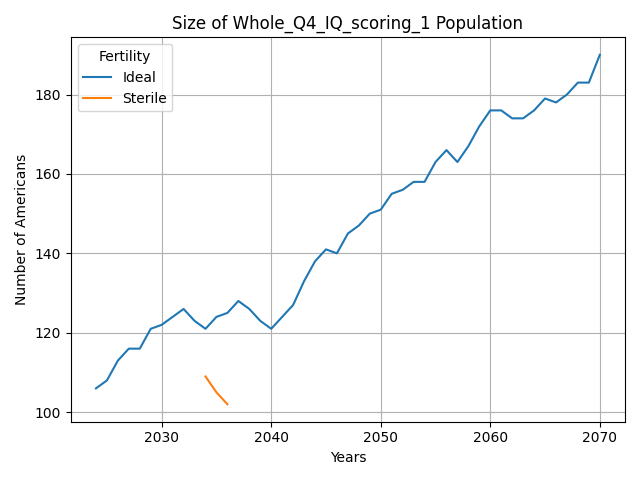 Size of Whole_Q4_IQ_scoring_1 Population
Fertility
Ideal
Sterile
Number of Americans
180
160
140
120
100
2030 2040 2050 2060 2070
Years